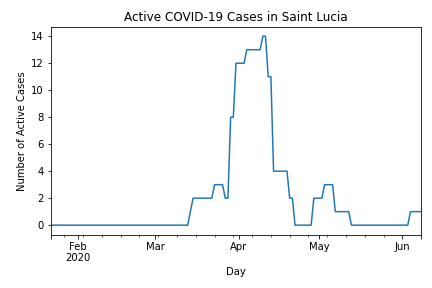 Active COVID-19 Cases in Saint Lucia
Number of Active Cases
14
12
10
8
6
4
2
0
Feb Mar Apr May Jun
2020
Day